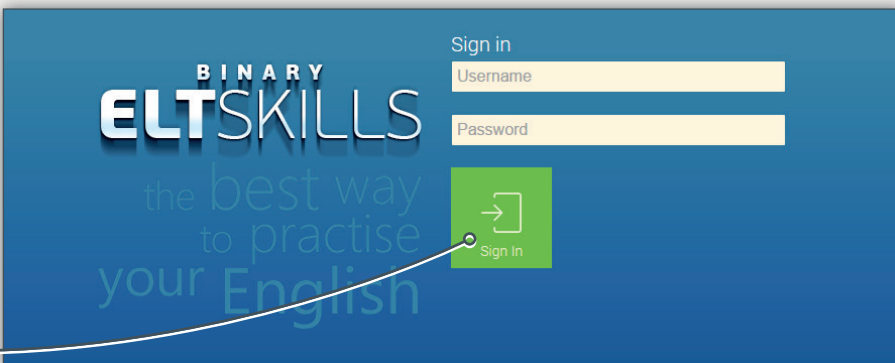 BINARY
ELTSKILLS
the best way
to practise
your English
Sign in
Username
Password
Sign In